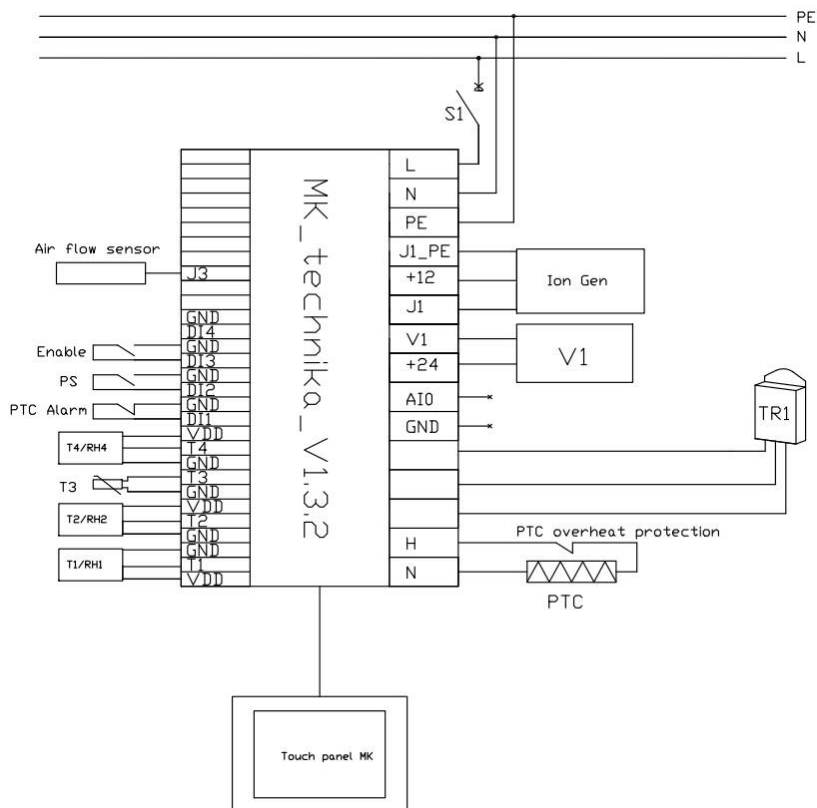 PE
N
L
S1
MK_technika_V1.3.2
L
N
PE
J1_PE
+12
J1
V1
+24
AI0
GND
H
N
Air flow sensor
J3
GND
DI4
Enable
GND
DI3
PS
GND
DI2
PTC Alarm
GND
DI1
VDD
T4/RH4
T4
GND
T3
T3
GND
VDD
T2/RH2
T2
GND
GND
T1/RH1
T1
VDD
Ion Gen
V1
TR1
PTC overheat protection
PTC
Touch panel MK